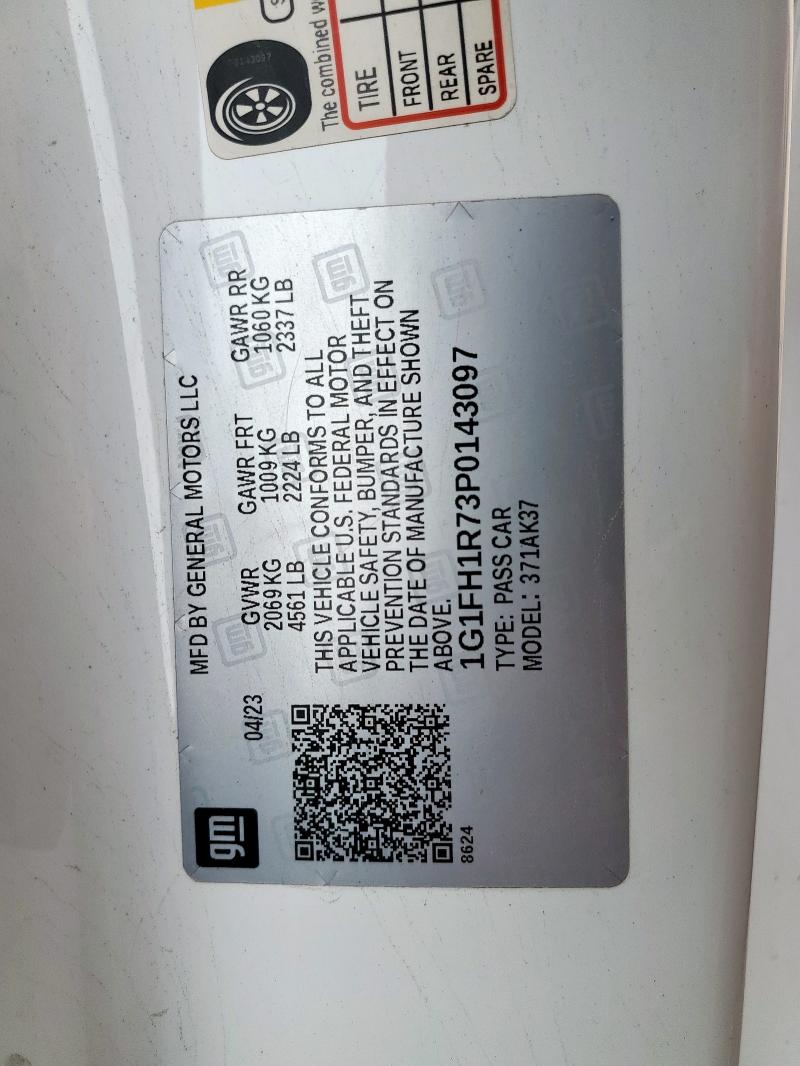 gm
MFD BY GENERAL MOTORS LLC
04/23
GVWR GAWR FRT GAWR RR
2069 KG 1009 KG 1060 KG
4561 LB 2224 LB 2337 LB
THIS VEHICLE CONFORMS TO ALL
APPLICABLE U.S. FEDERAL MOTOR
VEHICLE SAFETY, BUMPER, AND THEFT
PREVENTION STANDARDS IN EFFECT ON
THE DATE OF MANUFACTURE SHOWN
ABOVE.
1G1FH1R73P0143097
TYPE: PASS CAR
MODEL: 371AK37
8624
The combined
TIRE
FRONT
REAR
SPARE